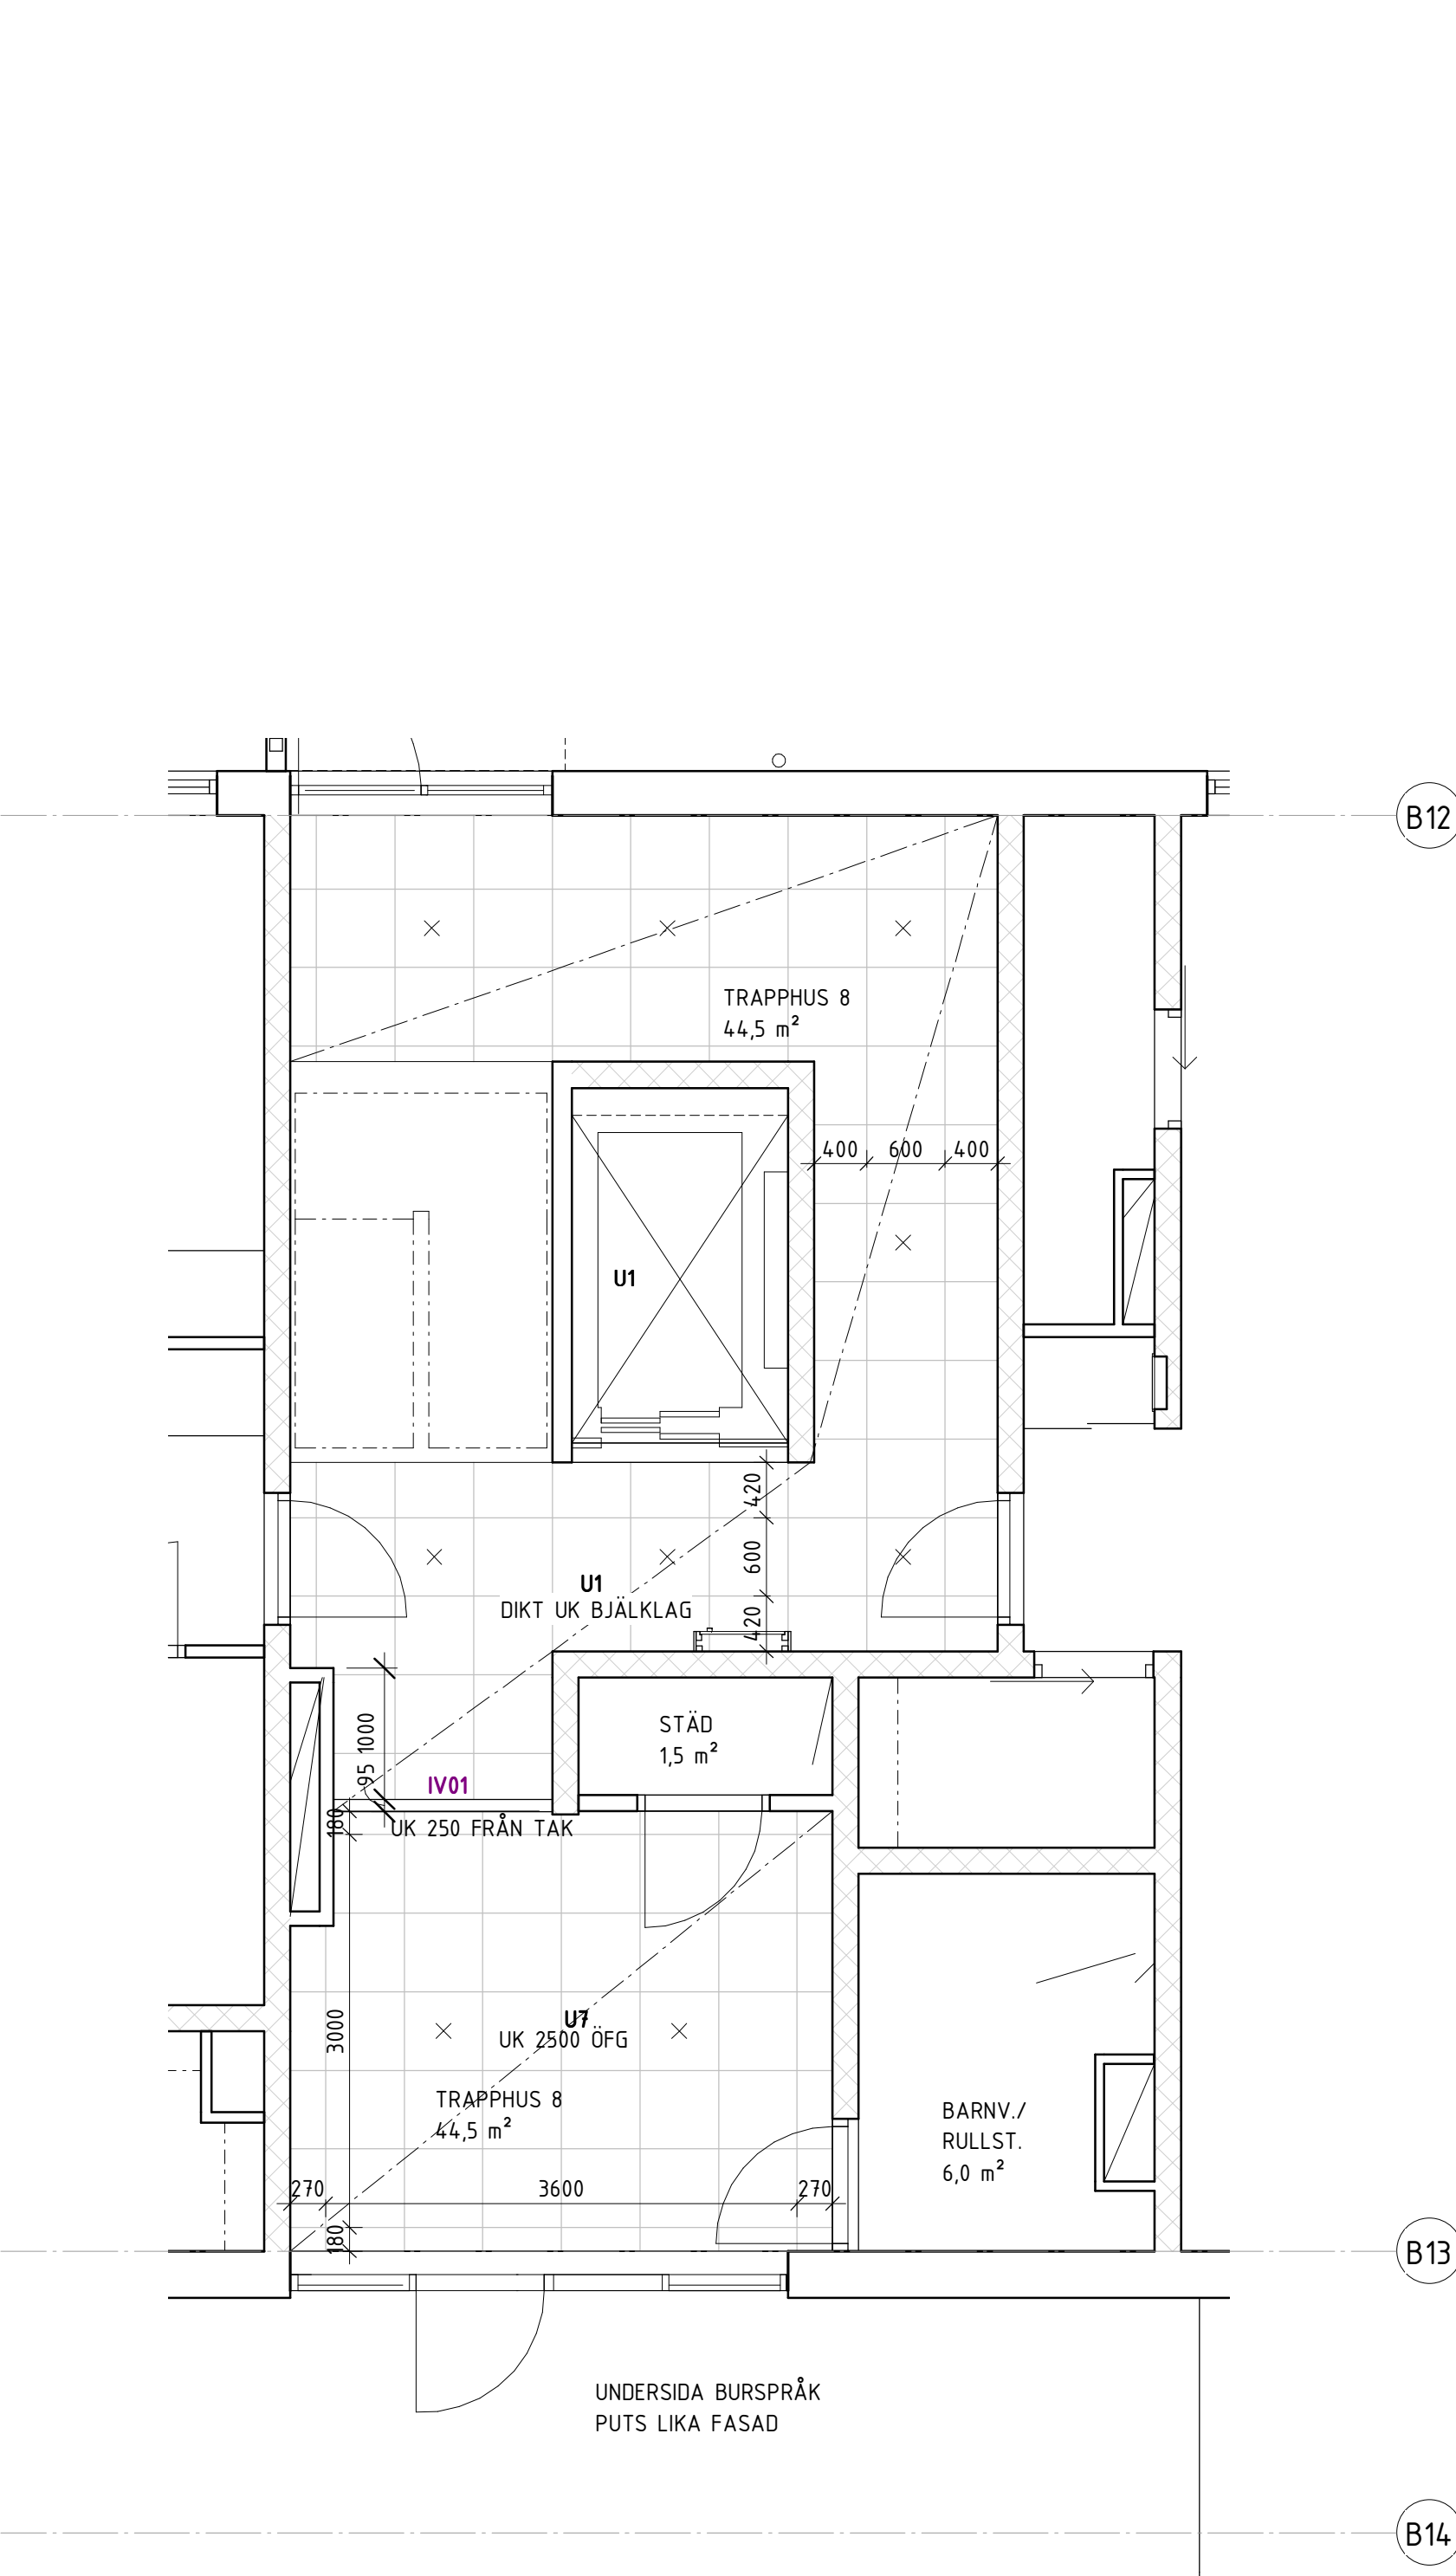 B12
TRAPPHUS 8
44,5 m²
400 600 400
U1
420
600
420
U1
DIKT UK BJÄLKLAG
STÄD
1,5 m²
95 1000
IV01
180
UK 250 FRÅN TAK
3000
U7
UK 2500 ÖFG
TRAPPHUS 8
44,5 m²
BARNV./
RULLST.
6,0 m²
270 3600 270
180
B13
UNDERSIDA BURSPRÅK
PUTS LIKA FASAD
B14